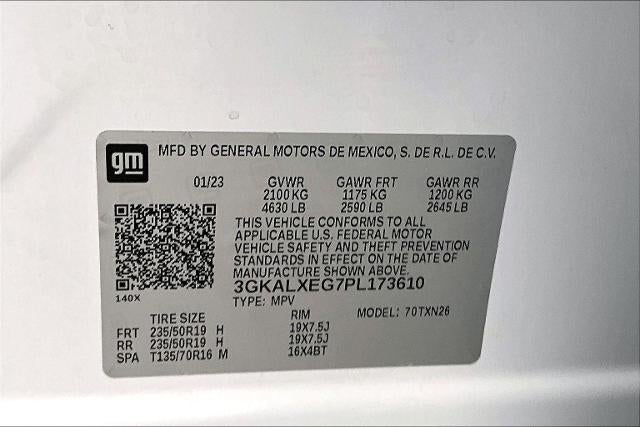 gm MFD BY GENERAL MOTORS DE MEXICO, S. DE R.L. DE C.V.
01/23 GVWR GAWR FRT GAWR RR
2100 KG 1175 KG 1200 KG
4630 LB 2590 LB 2645 LB
THIS VEHICLE CONFORMS TO ALL
APPLICABLE U.S. FEDERAL MOTOR
VEHICLE SAFETY AND THEFT PREVENTION
STANDARDS IN EFFECT ON THE DATE OF
MANUFACTURE SHOWN ABOVE.
3GKALXEG7PL173610
140X
TYPE: MPV MODEL: 70TXN26
TIRE SIZE RIM
FRT 235/50R19 H 19X7.5J
RR 235/50R19 H 19X7.5J
SPA T135/70R16 M 16X4BT